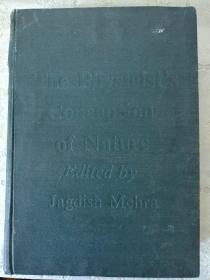 The Physicist's
Conception
of Nature
Edited by
Jagdish Mehra